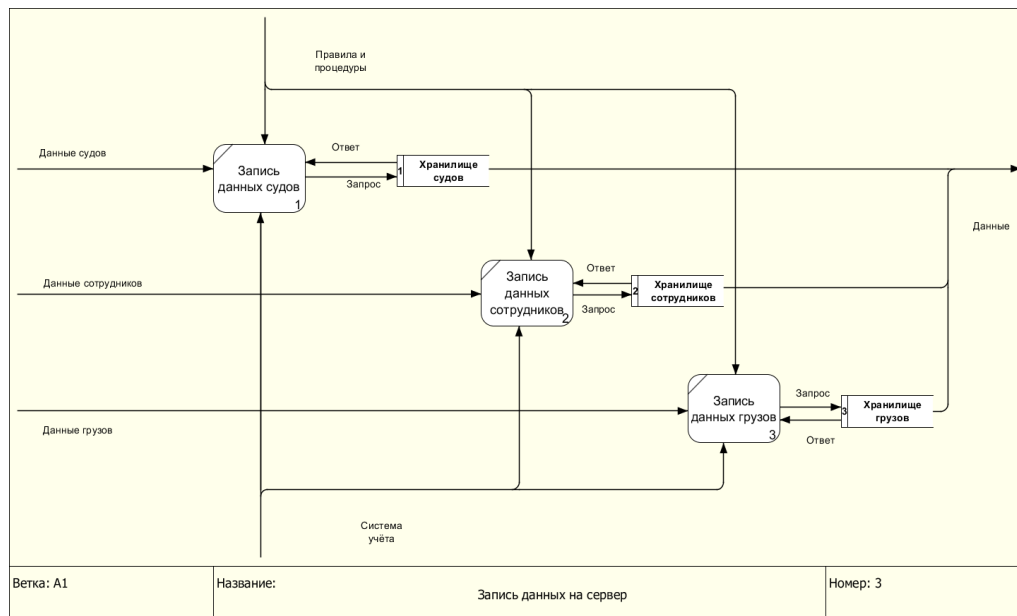 Правила и
процедуры
Данные судов
Ответ
Запись
данных судов
1
Запрос
1
Хранилище
судов
Данные
Данные сотрудников
Запись
данных
сотрудников
2
Ответ
Запрос
2
Хранилище
сотрудников
Данные грузов
Запись
данных грузов
3
Запрос
Ответ
3
Хранилище
грузов
Система
учёта
Ветка: A1
Название:
Запись данных на сервер
Номер: 3